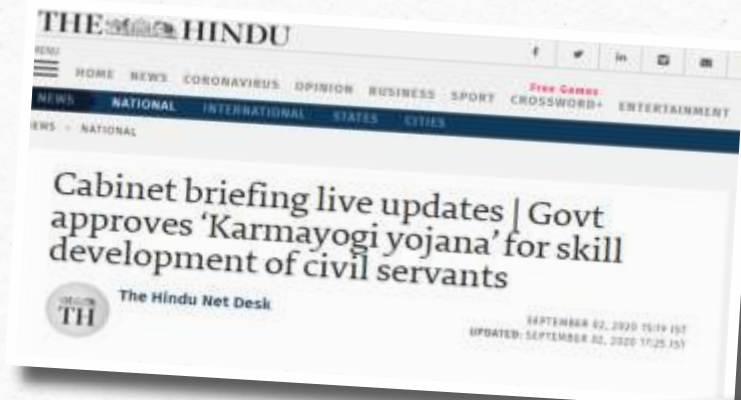 THE HINDU
MENU
HOME NEWS CORONAVIRUS OPINION BUSINESS SPORT Free Games CROSSWORD+ ENTERTAINMENT
NEWS NATIONAL INTERNATIONAL STATES CITIES
EWS NATIONAL
Cabinet briefing live updates | Govt
approves ‘Karmayogi yojana’ for skill
development of civil servants
TH
The Hindu Net Desk
SEPTEMBER 02, 2020 15:19 IST
UPDATED: SEPTEMBER 02, 2020 17:25 IST